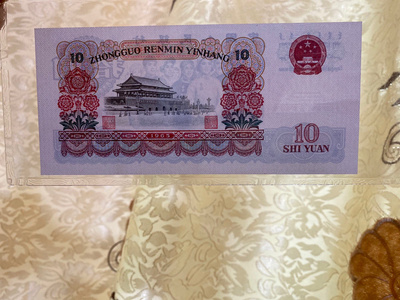 10 ZHONGGUO RENMIN YINHANG 10
1965
10
SHI YUAN